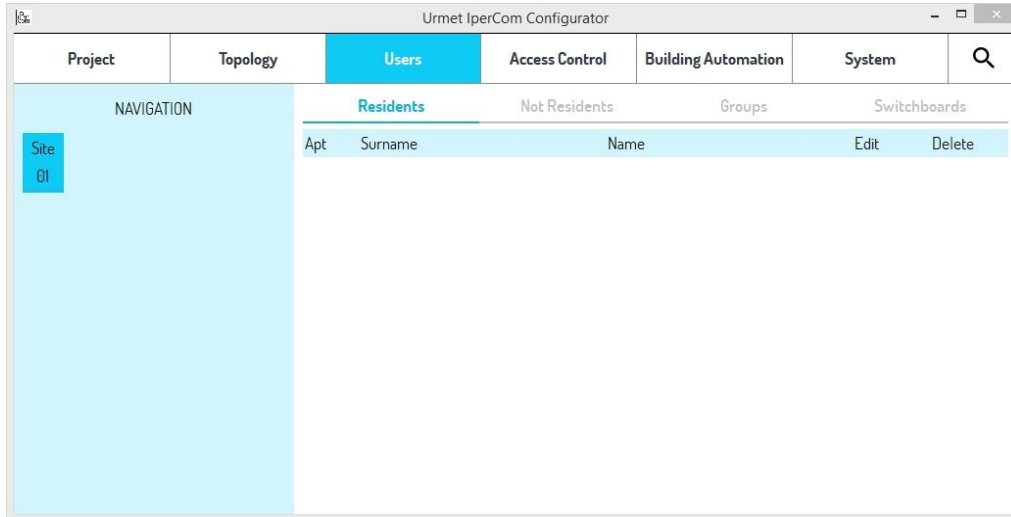 Urmet IperCom Configurator
Project Topology Users Access Control Building Automation System
NAVIGATION
Site
01
Residents Not Residents Groups Switchboards
Apt Surname Name Edit Delete